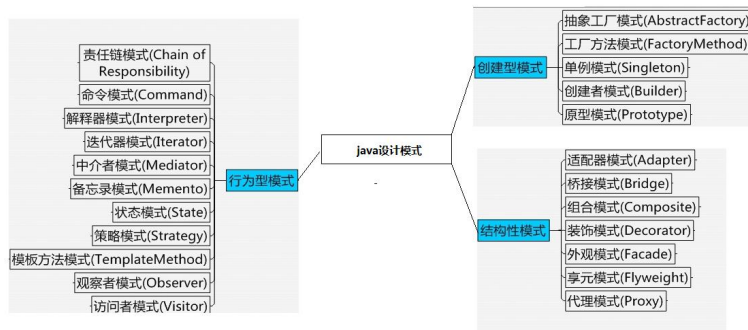 责任链模式(Chain of
Responsibility)
命令模式(Command)
解释器模式(Interpreter)
迭代器模式(Iterator)
中介者模式(Mediator)
备忘录模式(Memento)
状态模式(State)
策略模式(Strategy)
模板方法模式(TemplateMethod)
观察者模式(Observer)
访问者模式(Visitor)
行为型模式
java设计模式
创建型模式
抽象工厂模式(AbstractFactory)
工厂方法模式(FactoryMethod)
单例模式(Singleton)
创建者模式(Builder)
原型模式(Prototype)
结构性模式
适配器模式(Adapter)
桥接模式(Bridge)
组合模式(Composite)
装饰模式(Decorator)
外观模式(Facade)
享元模式(Flyweight)
代理模式(Proxy)